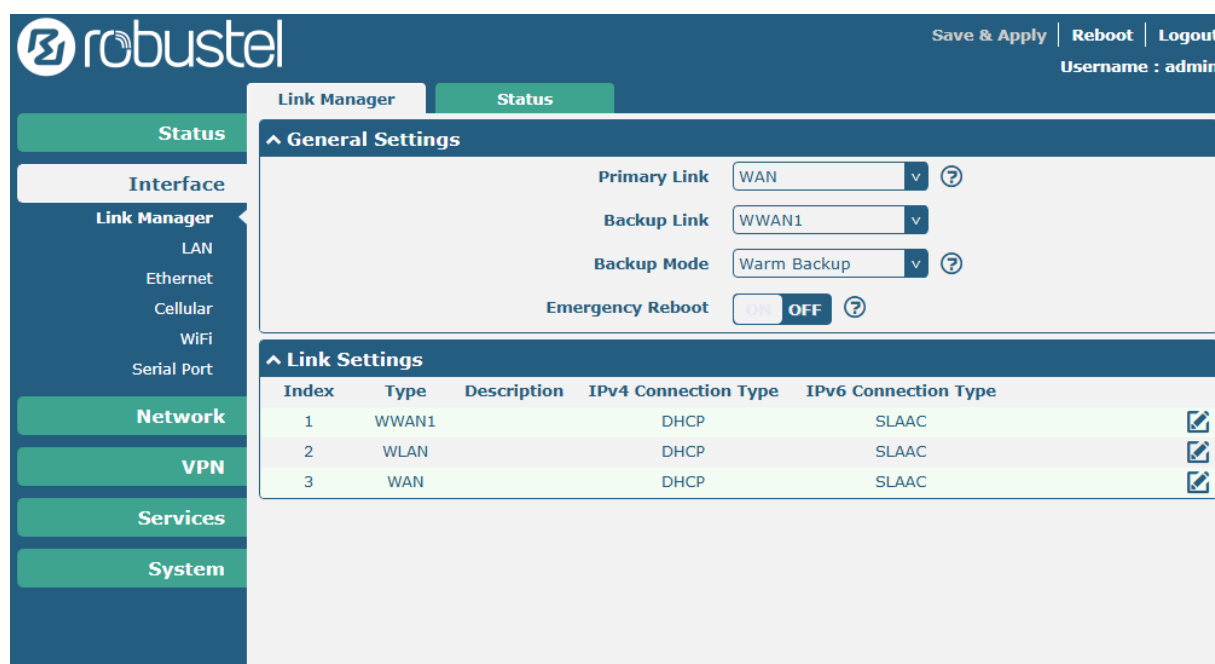 robustel
Save & Apply | Reboot | Logout
Username : admin
Link Manager Status
Status
Interface
Link Manager
LAN
Ethernet
Cellular
WiFi
Serial Port
Network
VPN
Services
System
General Settings
Primary Link WAN v ?
Backup Link WWAN1 v
Backup Mode Warm Backup v ?
Emergency Reboot ON OFF ?
Link Settings
Index Type Description IPv4 Connection Type IPv6 Connection Type
1 WWAN1 DHCP SLAAC
2 WLAN DHCP SLAAC
3 WAN DHCP SLAAC